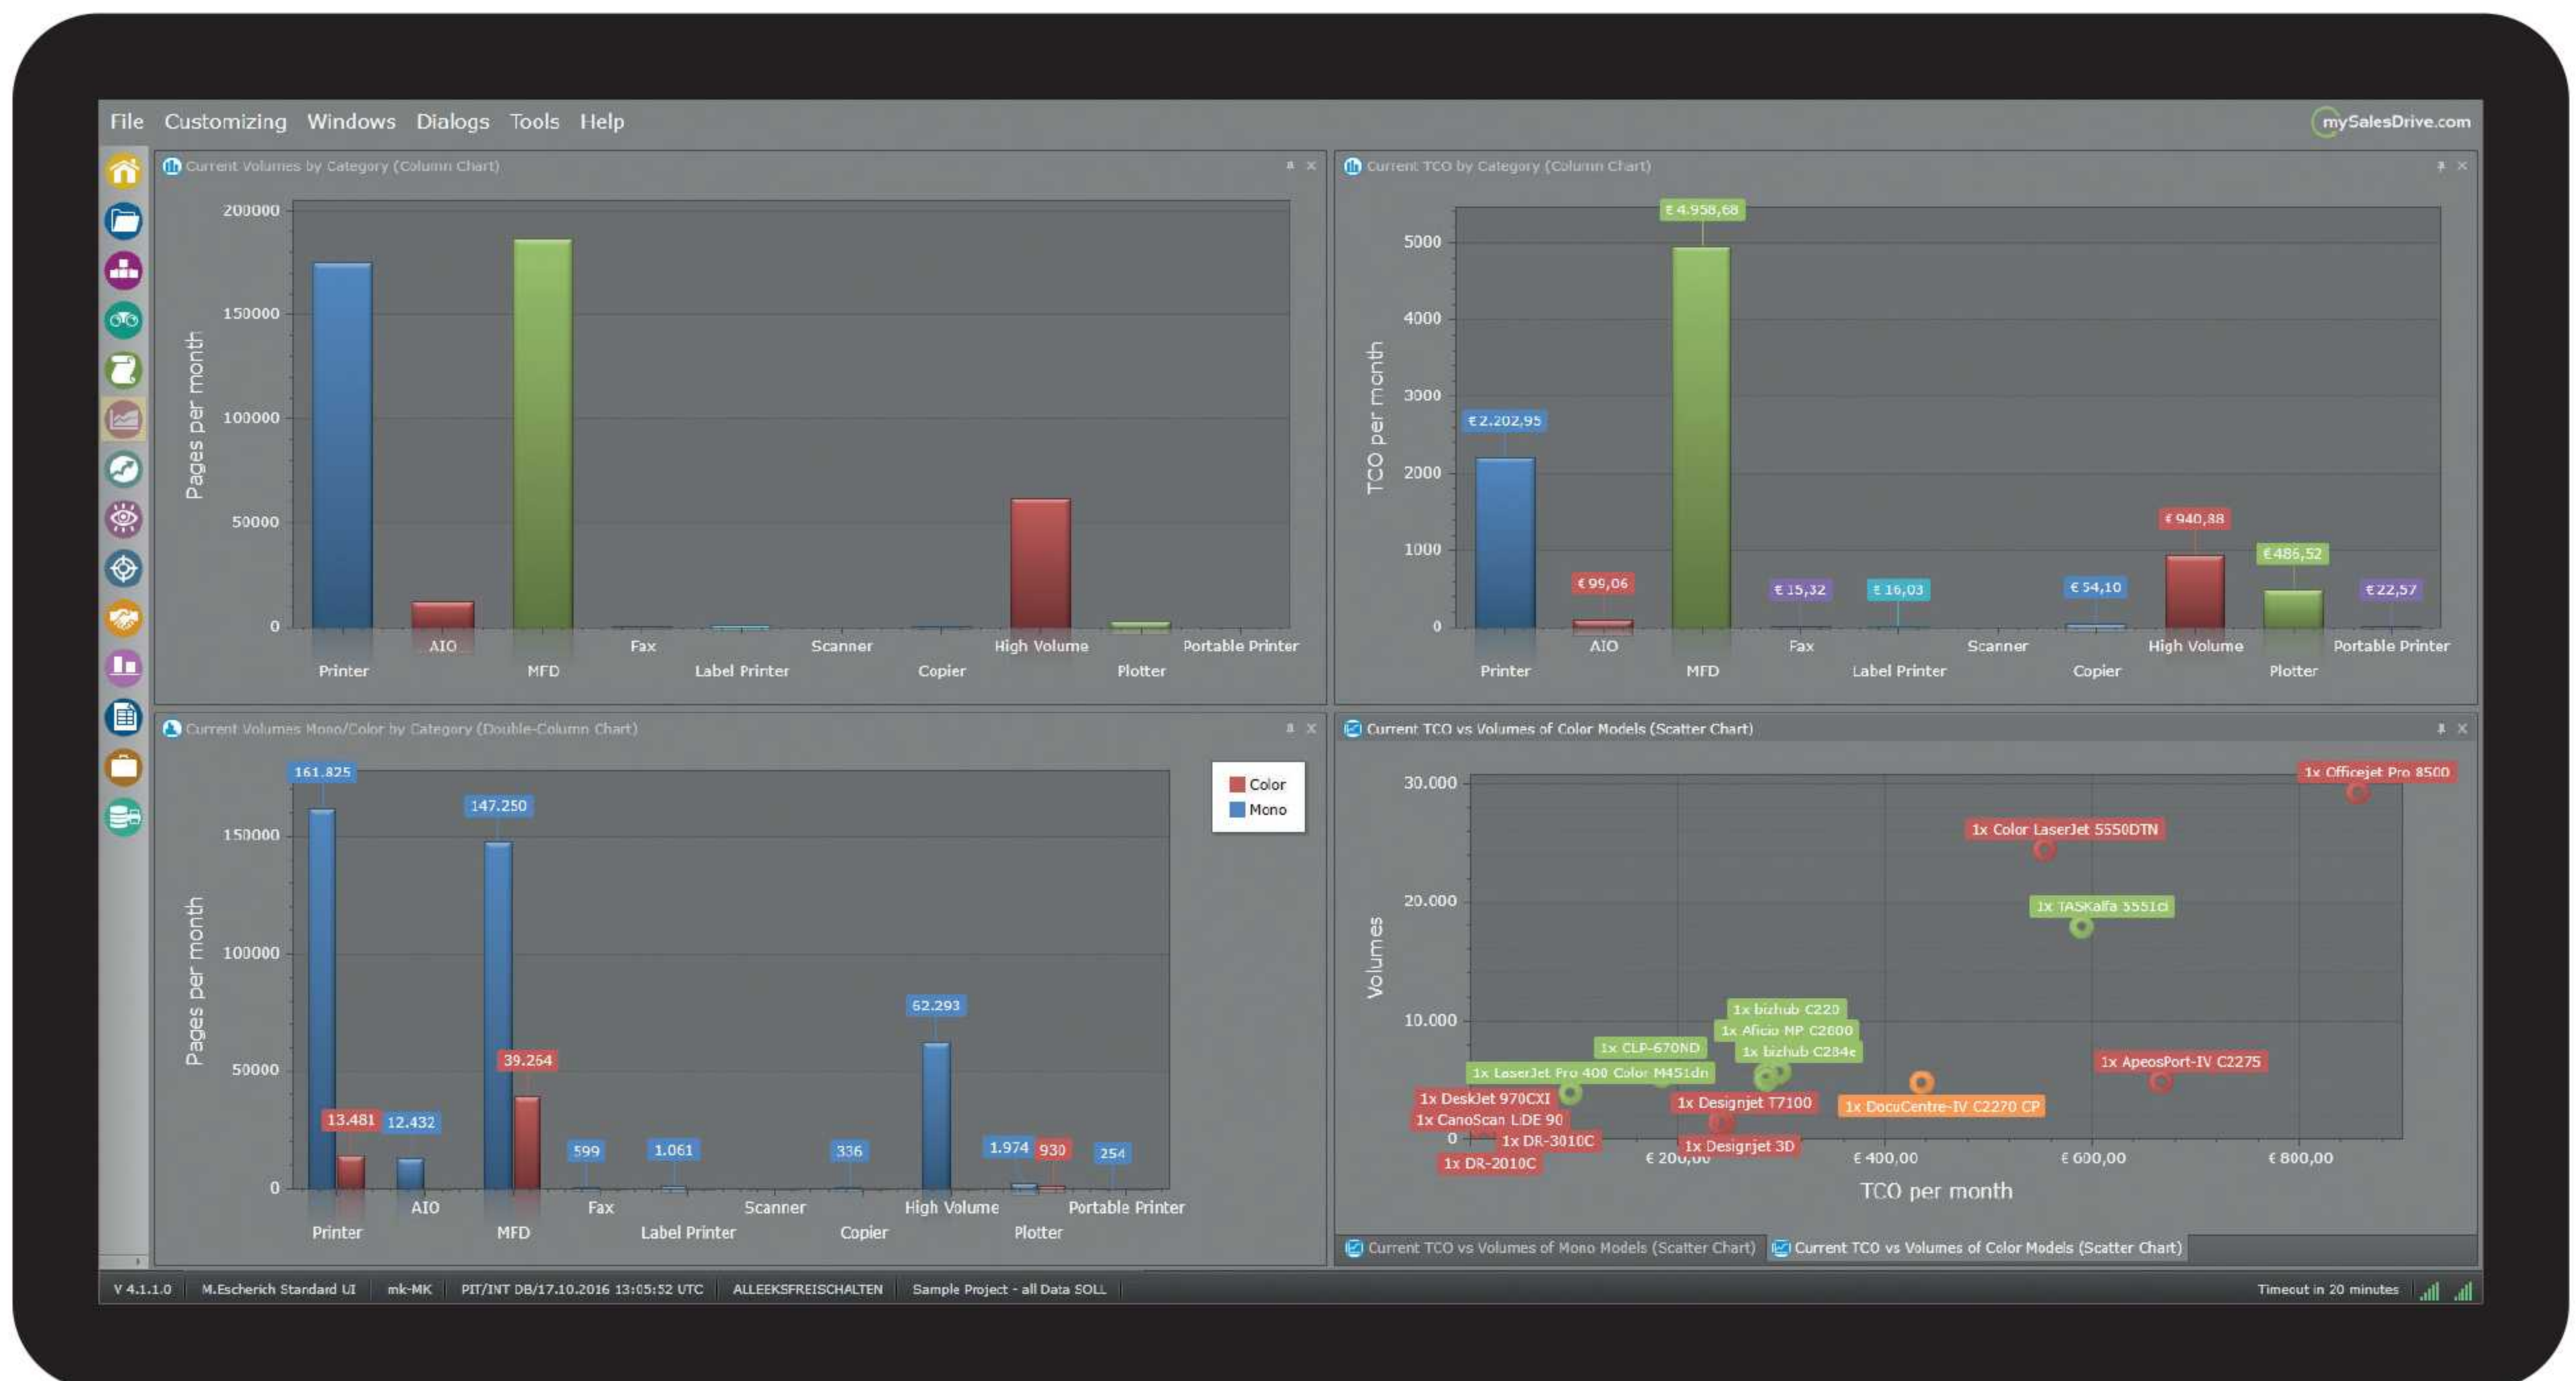 File Customizing Windows Dialogs Tools Help
mySalesDrive.com
Current Volumes by Category (Column Chart)
200000
150000
100000
50000
0
Pages per month
Printer
AIO
MFD
Fax
Label Printer
Scanner
Copier
High Volume
Plotter
Portable Printer
Current TCO by Category (Column Chart)
5000
4000
3000
2000
1000
0
TCO per month
€ 2.202,95
€ 99,06
€ 4.958,68
€ 15,32
€ 16,03
€ 54,10
€ 940,88
€ 486,52
€ 22,57
Printer
AIO
MFD
Fax
Label Printer
Scanner
Copier
High Volume
Plotter
Portable Printer
Current Volumes Mono/Color by Category (Double-Column Chart)
Color
Mono
150000
100000
50000
0
Pages per month
161.825
13.481
12.432
147.250
39.264
599
1.061
336
62.293
1.974
930
254
Printer
AIO
MFD
Fax
Label Printer
Scanner
Copier
High Volume
Plotter
Portable Printer
Current TCO vs Volumes of Color Models (Scatter Chart)
30.000
20.000
10.000
0
Volumes
1x Officejet Pro 8500
1x Color LaserJet 5550DTN
1x TASKalfa 5551ci
1x bizhub C220
1x Aficio MP C2800
1x bizhub C284e
1x CLP-670ND
1x LaserJet Pro 400 Color M451dn
1x ApeosPort-IV C2275
1x DeskJet 970CXI
1x Designjet T7100
1x DocuCentre-IV C2270 CP
1x CanoScan LiDE 90
1x DR-3010C
1x Designjet 3D
1x DR-2010C
€ 200,00
€ 400,00
€ 600,00
€ 800,00
TCO per month
Current TCO vs Volumes of Mono Models (Scatter Chart)
Current TCO vs Volumes of Color Models (Scatter Chart)
V 4.1.1.0 M.Escherich Standard UI mk-MK PIT/INT DB/17.10.2016 13:05:52 UTC ALLEEKSFREISCHALTEN Sample Project - all Data SOLL
Timeout in 20 minutes